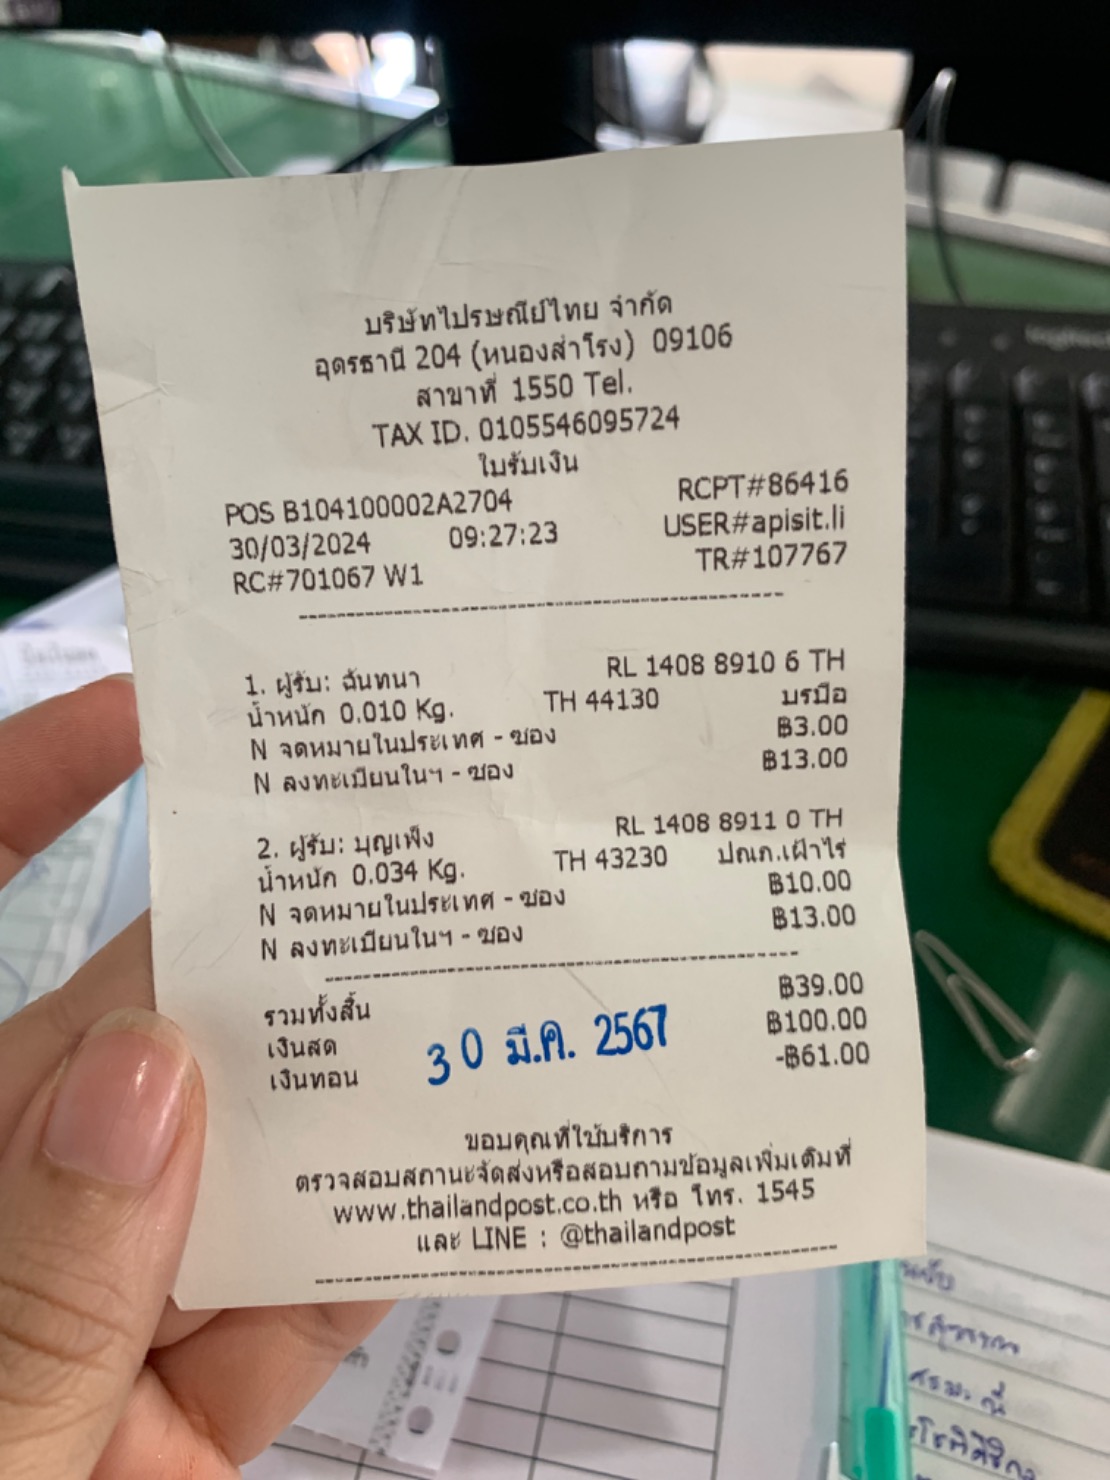 บริษัทไปรษณีย์ไทย จำกัด
อุดรธานี 204 (หนองสำโรง) 09106
สาขาที่ 1550 Tel.
TAX ID. 0105546095724
ใบรับเงิน
POS B104100002A2704 RCPT#86416
30/03/2024 09:27:23 USER#apisit.li
RC#701067 W1 TR#107767
1. ผู้รับ: ฉันทนา RL 1408 8910 6 TH
น้ำหนัก 0.010 Kg. TH 44130 บรบือ
N จดหมายในประเทศ - ซอง ฿3.00
N ลงทะเบียนในฯ - ซอง ฿13.00
2. ผู้รับ: บุญเพ็ง RL 1408 8911 0 TH
น้ำหนัก 0.034 Kg. TH 43230 ปณภ.เฝ้าไร่
N จดหมายในประเทศ - ซอง ฿10.00
N ลงทะเบียนในฯ - ซอง ฿13.00
รวมทั้งสิ้น ฿39.00
เงินสด ฿100.00
เงินทอน -฿61.00
30 มี.ค. 2567
ขอบคุณที่ใช้บริการ
ตรวจสอบสถานะจัดส่งหรือสอบถามข้อมูลเพิ่มเติมที่
www.thailandpost.co.th หรือ โทร. 1545
และ LINE : @thailandpost